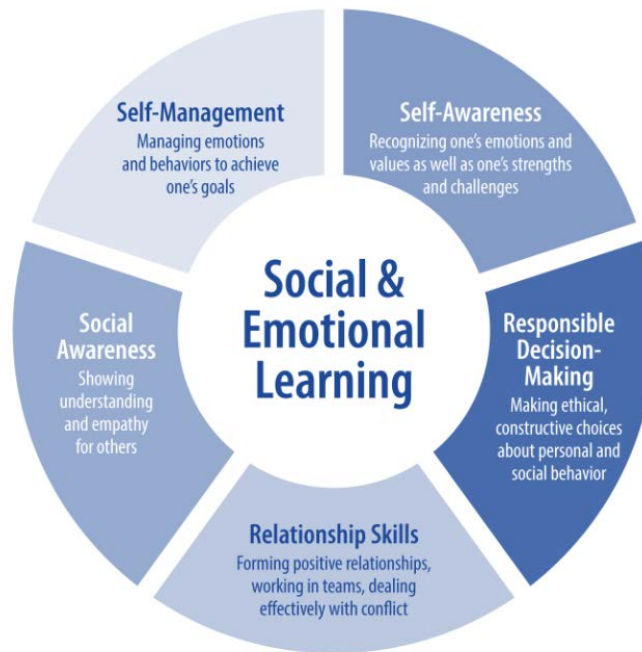 Self-Management
Managing emotions
and behaviors to achieve
one's goals
Self-Awareness
Recognizing one's emotions and
values as well as one's strengths
and challenges
Social &
Emotional
Learning
Social
Awareness
Showing
understanding
and empathy
for others
Responsible
Decision-
Making
Making ethical,
constructive choices
about personal and
social behavior
Relationship Skills
Forming positive relationships,
working in teams, dealing
effectively with conflict